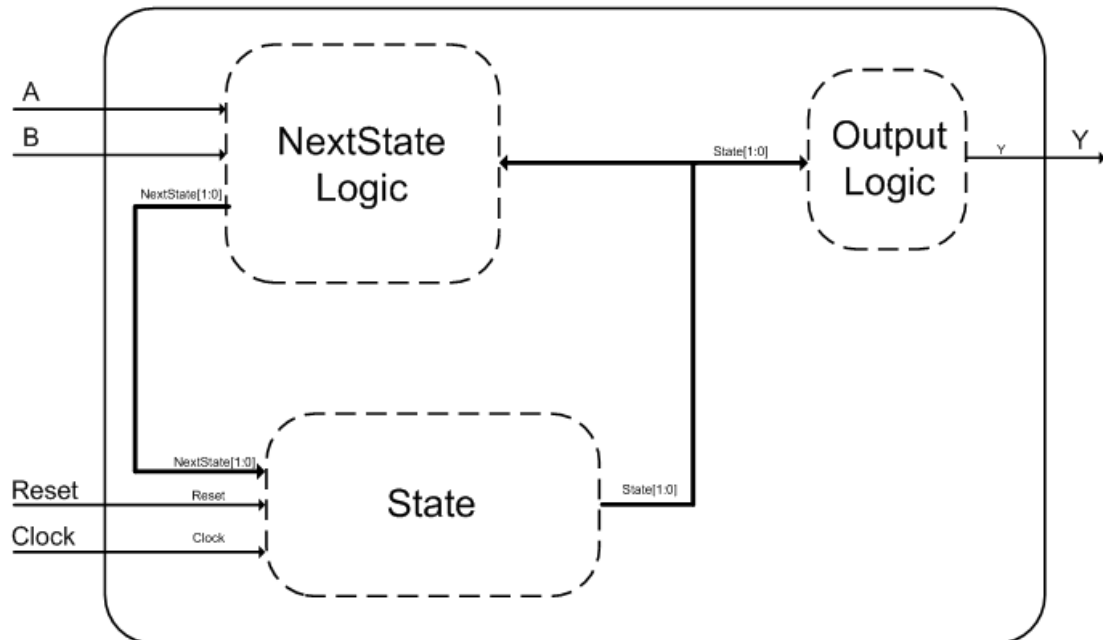 A
B
NextState
Logic
NextState[1:0]
State[1:0]
Output
Logic
Y
Y
NextState[1:0]
Reset
Reset
Clock
Clock
State
State[1:0]